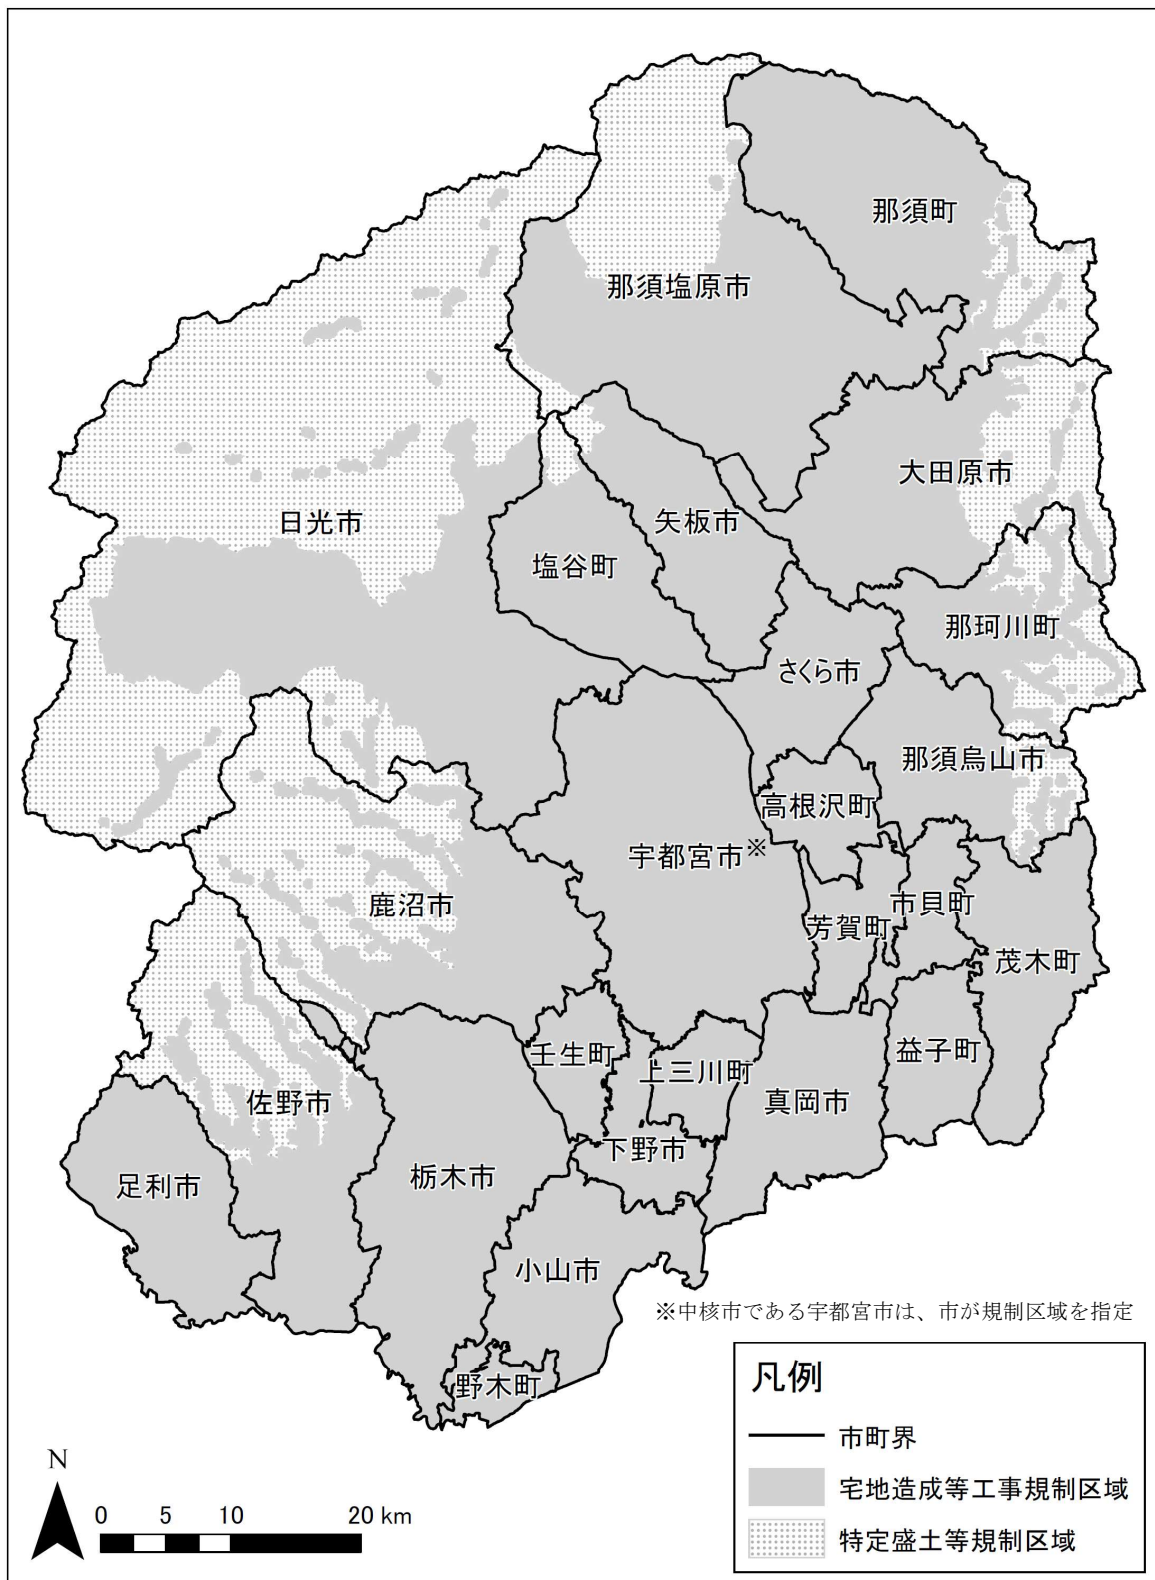 那須町
那須塩原市
大田原市
日光市
矢板市
塩谷町
那珂川町
さくら市
那須烏山市
高根沢町
宇都宮市※
鹿沼市
市貝町
芳賀町
茂木町
益子町
壬生町
上三川町
真岡市
佐野市
下野市
栃木市
足利市
小山市
※中核市である宇都宮市は、市が規制区域を指定
野木町
凡例
市町界
宅地造成等工事規制区域
特定盛土等規制区域
N
0 5 10 20 km